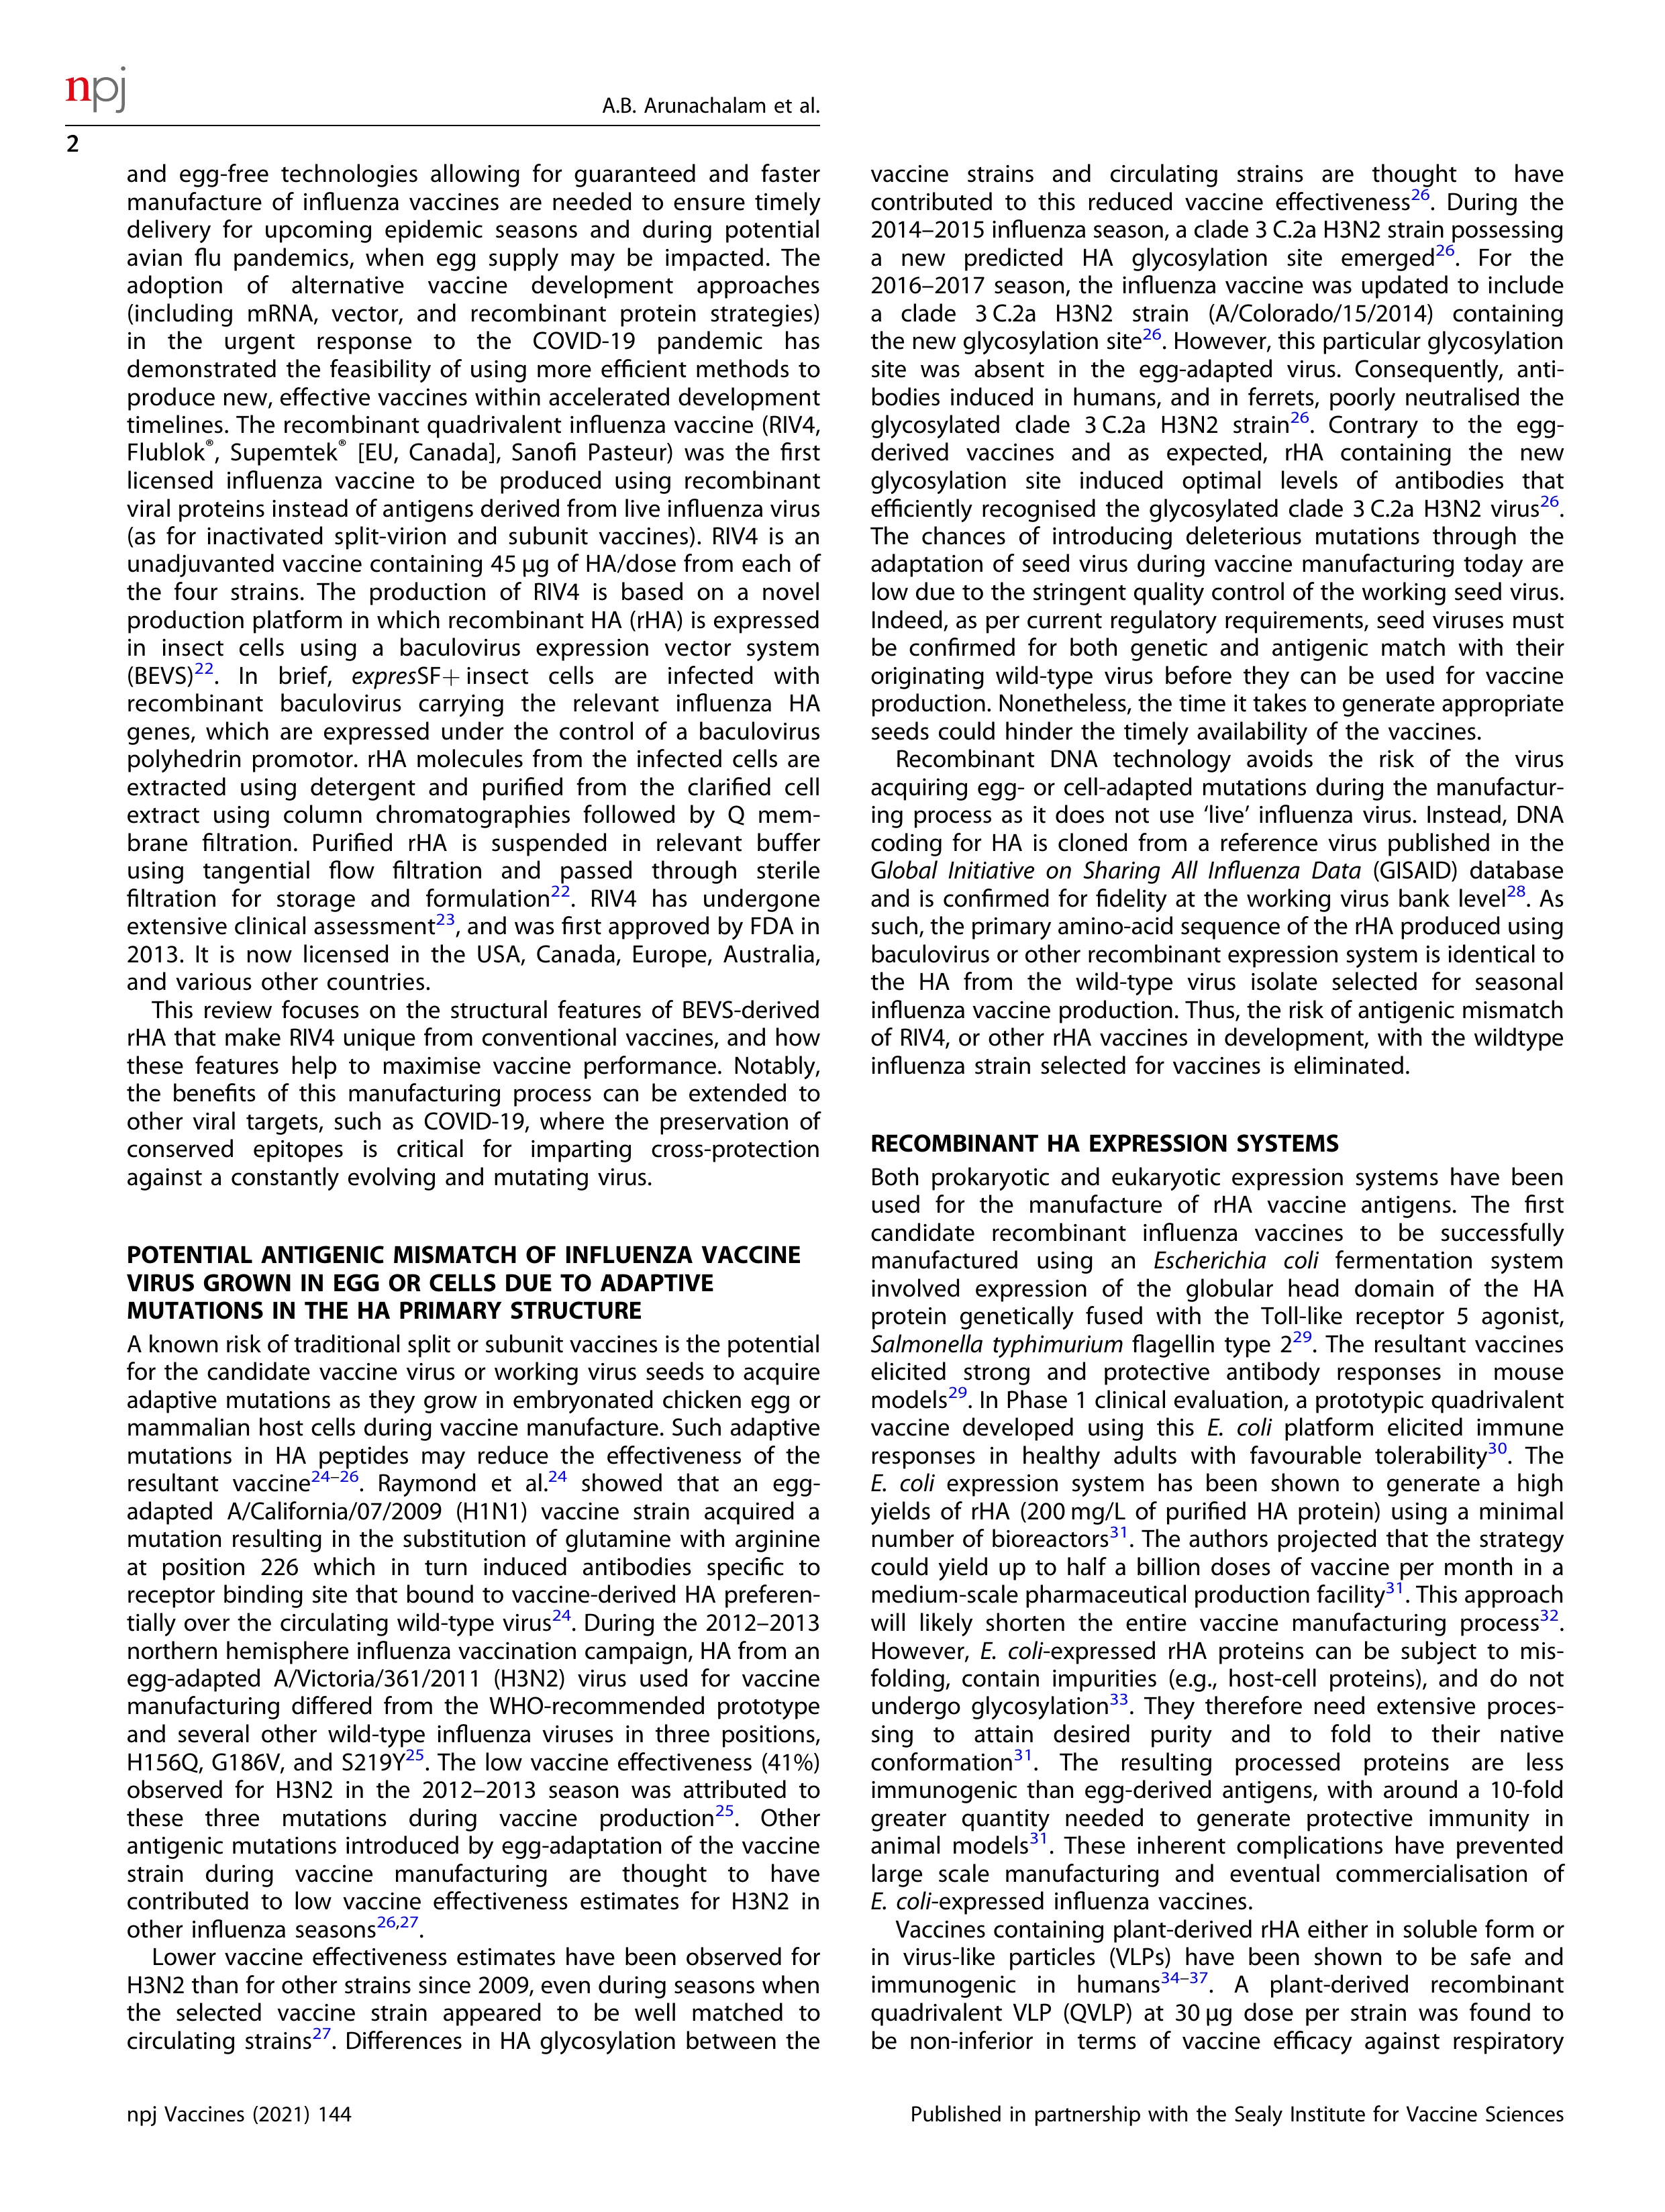 npj
A.B. Arunachalam et al.
2
and egg-free technologies allowing for guaranteed and faster
manufacture of influenza vaccines are needed to ensure timely
delivery for upcoming epidemic seasons and during potential
avian flu pandemics, when egg supply may be impacted. The
adoption of alternative vaccine development approaches
(including mRNA, vector, and recombinant protein strategies)
in the urgent response to the COVID-19 pandemic has
demonstrated the feasibility of using more efficient methods to
produce new, effective vaccines within accelerated development
timelines. The recombinant quadrivalent influenza vaccine (RIV4,
Flublok®, Supemtek® [EU, Canada], Sanofi Pasteur) was the first
licensed influenza vaccine to be produced using recombinant
viral proteins instead of antigens derived from live influenza virus
(as for inactivated split-virion and subunit vaccines). RIV4 is an
unadjuvanted vaccine containing 45 µg of HA/dose from each of
the four strains. The production of RIV4 is based on a novel
production platform in which recombinant HA (rHA) is expressed
in insect cells using a baculovirus expression vector system
(BEVS)22. In brief, expresSF+ insect cells are infected with
recombinant baculovirus carrying the relevant influenza HA
genes, which are expressed under the control of a baculovirus
polyhedrin promotor. rHA molecules from the infected cells are
extracted using detergent and purified from the clarified cell
extract using column chromatographies followed by Q mem-
brane filtration. Purified rHA is suspended in relevant buffer
using tangential flow filtration and passed through sterile
filtration for storage and formulation22. RIV4 has undergone
extensive clinical assessment23, and was first approved by FDA in
2013. It is now licensed in the USA, Canada, Europe, Australia,
and various other countries.
This review focuses on the structural features of BEVS-derived
rHA that make RIV4 unique from conventional vaccines, and how
these features help to maximise vaccine performance. Notably,
the benefits of this manufacturing process can be extended to
other viral targets, such as COVID-19, where the preservation of
conserved epitopes is critical for imparting cross-protection
against a constantly evolving and mutating virus.
POTENTIAL ANTIGENIC MISMATCH OF INFLUENZA VACCINE
VIRUS GROWN IN EGG OR CELLS DUE TO ADAPTIVE
MUTATIONS IN THE HA PRIMARY STRUCTURE
A known risk of traditional split or subunit vaccines is the potential
for the candidate vaccine virus or working virus seeds to acquire
adaptive mutations as they grow in embryonated chicken egg or
mammalian host cells during vaccine manufacture. Such adaptive
mutations in HA peptides may reduce the effectiveness of the
resultant vaccine24–26. Raymond et al.24 showed that an egg-
adapted A/California/07/2009 (H1N1) vaccine strain acquired a
mutation resulting in the substitution of glutamine with arginine
at position 226 which in turn induced antibodies specific to
receptor binding site that bound to vaccine-derived HA preferen-
tially over the circulating wild-type virus24. During the 2012–2013
northern hemisphere influenza vaccination campaign, HA from an
egg-adapted A/Victoria/361/2011 (H3N2) virus used for vaccine
manufacturing differed from the WHO-recommended prototype
and several other wild-type influenza viruses in three positions,
H156Q, G186V, and S219Y25. The low vaccine effectiveness (41%)
observed for H3N2 in the 2012–2013 season was attributed to
these three mutations during vaccine production25. Other
antigenic mutations introduced by egg-adaptation of the vaccine
strain during vaccine manufacturing are thought to have
contributed to low vaccine effectiveness estimates for H3N2 in
other influenza seasons26,27.
Lower vaccine effectiveness estimates have been observed for
H3N2 than for other strains since 2009, even during seasons when
the selected vaccine strain appeared to be well matched to
circulating strains27. Differences in HA glycosylation between the
vaccine strains and circulating strains are thought to have
contributed to this reduced vaccine effectiveness26. During the
2014–2015 influenza season, a clade 3 C.2a H3N2 strain possessing
a new predicted HA glycosylation site emerged26. For the
2016–2017 season, the influenza vaccine was updated to include
a clade 3 C.2a H3N2 strain (A/Colorado/15/2014) containing
the new glycosylation site26. However, this particular glycosylation
site was absent in the egg-adapted virus. Consequently, anti-
bodies induced in humans, and in ferrets, poorly neutralised the
glycosylated clade 3 C.2a H3N2 strain26. Contrary to the egg-
derived vaccines and as expected, rHA containing the new
glycosylation site induced optimal levels of antibodies that
efficiently recognised the glycosylated clade 3 C.2a H3N2 virus26.
The chances of introducing deleterious mutations through the
adaptation of seed virus during vaccine manufacturing today are
low due to the stringent quality control of the working seed virus.
Indeed, as per current regulatory requirements, seed viruses must
be confirmed for both genetic and antigenic match with their
originating wild-type virus before they can be used for vaccine
production. Nonetheless, the time it takes to generate appropriate
seeds could hinder the timely availability of the vaccines.
Recombinant DNA technology avoids the risk of the virus
acquiring egg- or cell-adapted mutations during the manufactur-
ing process as it does not use ‘live’ influenza virus. Instead, DNA
coding for HA is cloned from a reference virus published in the
Global Initiative on Sharing All Influenza Data (GISAID) database
and is confirmed for fidelity at the working virus bank level28. As
such, the primary amino-acid sequence of the rHA produced using
baculovirus or other recombinant expression system is identical to
the HA from the wild-type virus isolate selected for seasonal
influenza vaccine production. Thus, the risk of antigenic mismatch
of RIV4, or other rHA vaccines in development, with the wildtype
influenza strain selected for vaccines is eliminated.
RECOMBINANT HA EXPRESSION SYSTEMS
Both prokaryotic and eukaryotic expression systems have been
used for the manufacture of rHA vaccine antigens. The first
candidate recombinant influenza vaccines to be successfully
manufactured using an Escherichia coli fermentation system
involved expression of the globular head domain of the HA
protein genetically fused with the Toll-like receptor 5 agonist,
Salmonella typhimurium flagellin type 229. The resultant vaccines
elicited strong and protective antibody responses in mouse
models29. In Phase 1 clinical evaluation, a prototypic quadrivalent
vaccine developed using this E. coli platform elicited immune
responses in healthy adults with favourable tolerability30. The
E. coli expression system has been shown to generate a high
yields of rHA (200 mg/L of purified HA protein) using a minimal
number of bioreactors31. The authors projected that the strategy
could yield up to half a billion doses of vaccine per month in a
medium-scale pharmaceutical production facility31. This approach
will likely shorten the entire vaccine manufacturing process32.
However, E. coli-expressed rHA proteins can be subject to mis-
folding, contain impurities (e.g., host-cell proteins), and do not
undergo glycosylation33. They therefore need extensive proces-
sing to attain desired purity and to fold to their native
conformation31. The resulting processed proteins are less
immunogenic than egg-derived antigens, with around a 10-fold
greater quantity needed to generate protective immunity in
animal models31. These inherent complications have prevented
large scale manufacturing and eventual commercialisation of
E. coli-expressed influenza vaccines.
Vaccines containing plant-derived rHA either in soluble form or
in virus-like particles (VLPs) have been shown to be safe and
immunogenic in humans34–37. A plant-derived recombinant
quadrivalent VLP (QVLP) at 30 µg dose per strain was found to
be non-inferior in terms of vaccine efficacy against respiratory
npj Vaccines (2021) 144
Published in partnership with the Sealy Institute for Vaccine Sciences